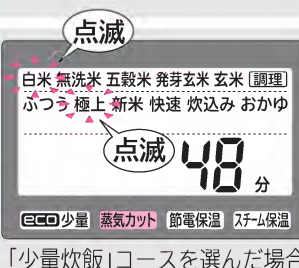 点滅
白米 無洗米 五穀米 発芽玄米 玄米 調理
ふつう 極上 新米 快速 炊込み おかゆ
点滅
48分
eco少量 蒸気カット 節電保温 スチーム保温
「少量炊飯」コースを選んだ場合